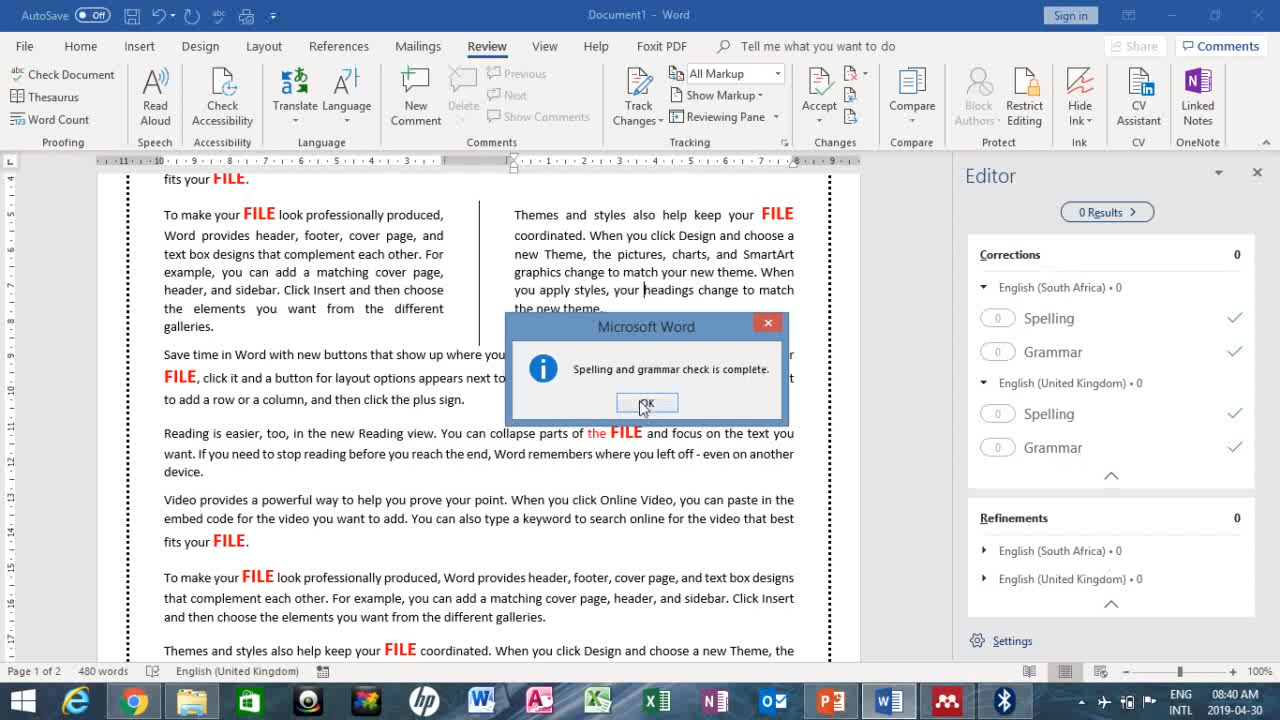 AutoSave Off Document1 - Word Sign in
File Home Insert Design Layout References Mailings Review View Help Foxit PDF Tell me what you want to do Share Comments
Check Document
Thesaurus
Word Count
Read Aloud
Check Accessibility
Translate
Language
New Comment
Delete
Previous
Next
Show Comments
Track Changes
All Markup
Show Markup
Reviewing Pane
Accept
Compare
Block Authors
Restrict Editing
Hide Ink
CV Assistant
Linked Notes
Proofing Speech Accessibility Language Comments Tracking Changes Compare Protect Ink CV OneNote
11 10 9 8 7 6 5 4 3 1 2 3 4 5 6 7 8 9
fits your FILE.
To make your FILE look professionally produced,
Word provides header, footer, cover page, and
text box designs that complement each other. For
example, you can add a matching cover page,
header, and sidebar. Click Insert and then choose
the elements you want from the different
galleries.
Themes and styles also help keep your FILE
coordinated. When you click Design and choose a
new Theme, the pictures, charts, and SmartArt
graphics change to match your new theme. When
you apply styles, your headings change to match
the new theme.
Save time in Word with new buttons that show up where you r
FILE, click it and a button for layout options appears next to t
to add a row or a column, and then click the plus sign.
Reading is easier, too, in the new Reading view. You can collapse parts of the FILE and focus on the text you
want. If you need to stop reading before you reach the end, Word remembers where you left off - even on another
device.
Video provides a powerful way to help you prove your point. When you click Online Video, you can paste in the
embed code for the video you want to add. You can also type a keyword to search online for the video that best
fits your FILE.
To make your FILE look professionally produced, Word provides header, footer, cover page, and text box designs
that complement each other. For example, you can add a matching cover page, header, and sidebar. Click Insert
and then choose the elements you want from the different galleries.
Themes and styles also help keep your FILE coordinated. When you click Design and choose a new Theme, the
Microsoft Word
Spelling and grammar check is complete.
OK
Editor
0 Results
Corrections 0
English (South Africa) • 0
0 Spelling
0 Grammar
English (United Kingdom) • 0
0 Spelling
0 Grammar
Refinements 0
English (South Africa) • 0
English (United Kingdom) • 0
Settings
Page 1 of 2 480 words English (United Kingdom) 100%
ENG 08:40 AM
INTL 2019-04-30